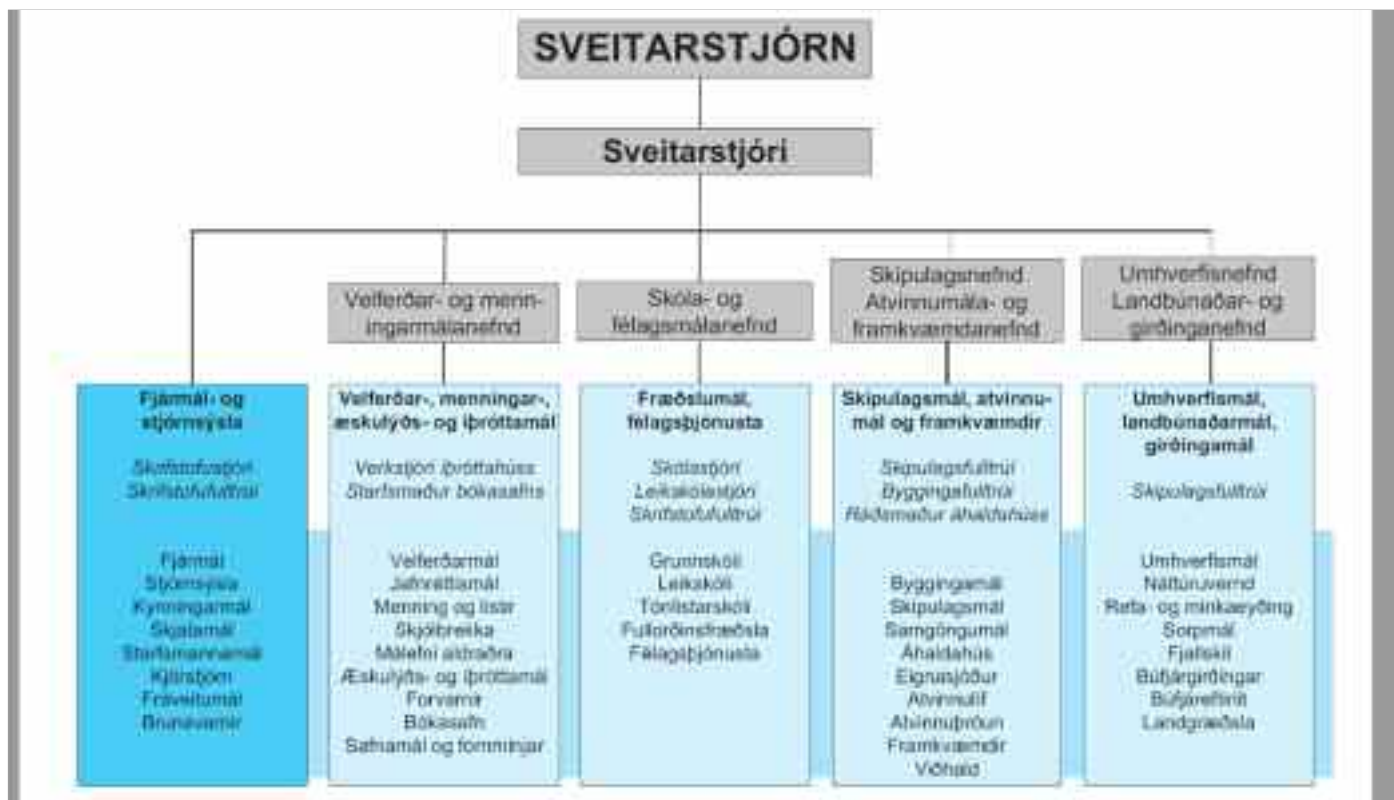 SVEITARSTJÓRN
Sveitarstjóri
Velferðar- og menn-
ingarmálanefnd
Skóla- og
félagsmálanefnd
Skipulagsnefnd
Atvinnumála- og
framkvæmdanefnd
Umhverfisnefnd
Landbúnaðar- og
girðinganefnd
Fjármál- og
stjórnsýsla
Skrifstofustjóri
Skrifstofufulltrúi
Fjármál
Stjórnsýsla
Kynningarmál
Skjalamál
Starfsmannamál
Kjörstjórn
Fráveitumál
Brunavarnir
Velferðar-, menningar-,
æskulýðs- og íþróttamál
Verkstjóri íþróttahúss
Starfsmaður bókasafns
Velferðarmál
Jafnréttamál
Menning og listir
Skjólbrekka
Málefni aldraðra
Æskulýðs- og íþróttamál
Forvarnir
Bókasafn
Safnamál og fornminjar
Fræðslumál,
félagsþjónusta
Skólastjóri
Leikskólastjóri
Skrifstofufulltrúi
Grunnskóli
Leikskóli
Tónlistarskóli
Fullorðinsfræðsla
Félagsþjónusta
Skipulagsmál, atvinnu-
mál og framkvæmdir
Skipulagsfulltrúi
Byggingafulltrúi
Ráðsmaður áhaldahúss
Byggingamál
Skipulagsmál
Samgöngumál
Áhaldahús
Eignasjóður
Atvinnulíf
Atvinnuþróun
Framkvæmdir
Viðhald
Umhverfismál,
landbúnaðarmál,
girðingamál
Skipulagsfulltrúi
Umhverfismál
Náttúruvernd
Refa- og minkaeyðing
Sorpmál
Fjallskil
Búfjárgirðingar
Búfjáreftirlit
Landgræðsla